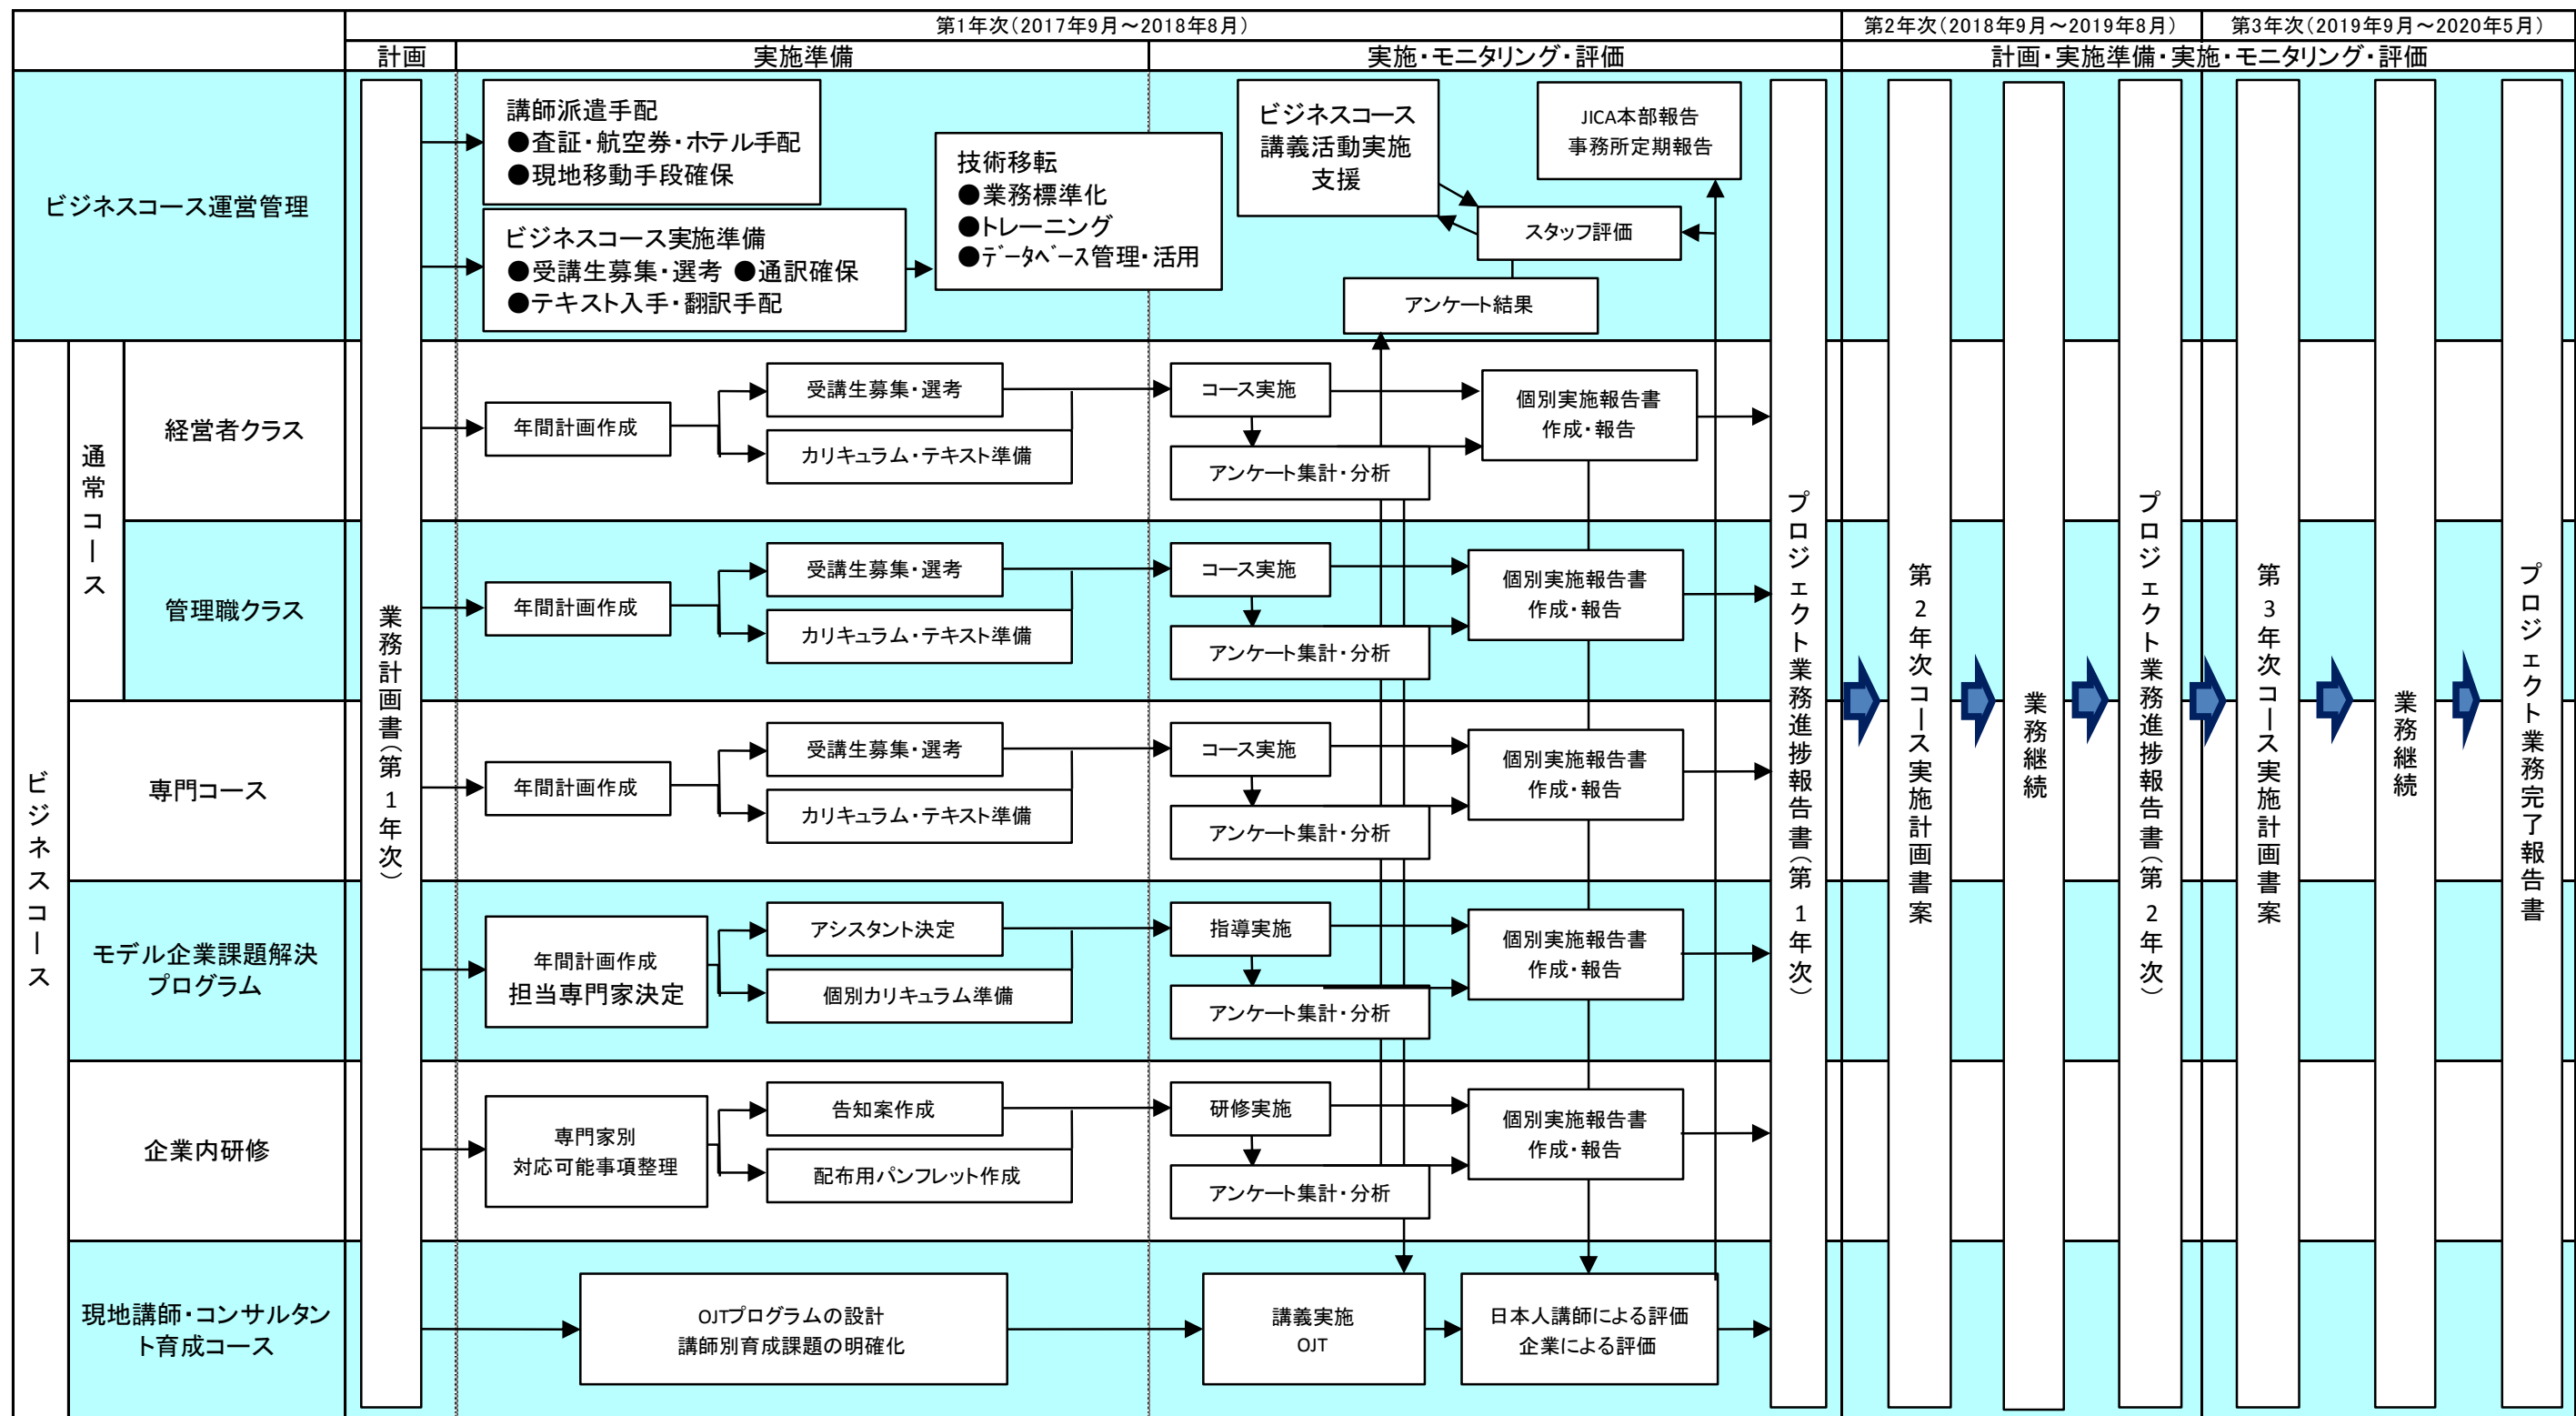 第1年次(2017年9月～2018年8月)
第2年次(2018年9月～2019年8月)
第3年次(2019年9月～2020年5月)
計画
実施準備
実施・モニタリング・評価
計画・実施準備・実施・モニタリング・評価
ビジネスコース運営管理
講師派遣手配
●査証・航空券・ホテル手配
●現地移動手段確保
ビジネスコース実施準備
●受講生募集・選考 ●通訳確保
●テキスト入手・翻訳手配
技術移転
●業務標準化
●トレーニング
●ﾃﾞｰﾀﾍﾞｰｽ管理・活用
ビジネスコース
講義活動実施
支援
JICA本部報告
事務所定期報告
スタッフ評価
アンケート結果
ビジネスコース
通常コース
経営者クラス
年間計画作成
受講生募集・選考
カリキュラム・テキスト準備
コース実施
アンケート集計・分析
個別実施報告書
作成・報告
管理職クラス
年間計画作成
受講生募集・選考
カリキュラム・テキスト準備
コース実施
アンケート集計・分析
個別実施報告書
作成・報告
専門コース
年間計画作成
受講生募集・選考
カリキュラム・テキスト準備
コース実施
アンケート集計・分析
個別実施報告書
作成・報告
モデル企業課題解決
プログラム
年間計画作成
担当専門家決定
アシスタント決定
個別カリキュラム準備
指導実施
アンケート集計・分析
個別実施報告書
作成・報告
企業内研修
専門家別
対応可能事項整理
告知案作成
配布用パンフレット作成
研修実施
アンケート集計・分析
個別実施報告書
作成・報告
現地講師・コンサルタン
ト育成コース
OJTプログラムの設計
講師別育成課題の明確化
講義実施
OJT
日本人講師による評価
企業による評価
業務計画書(第1年次)
プロジェクト業務進捗報告書(第1年次)
第2年次コース実施計画書案
業務継続
プロジェクト業務進捗報告書(第2年次)
第3年次コース実施計画書案
業務継続
プロジェクト業務完了報告書